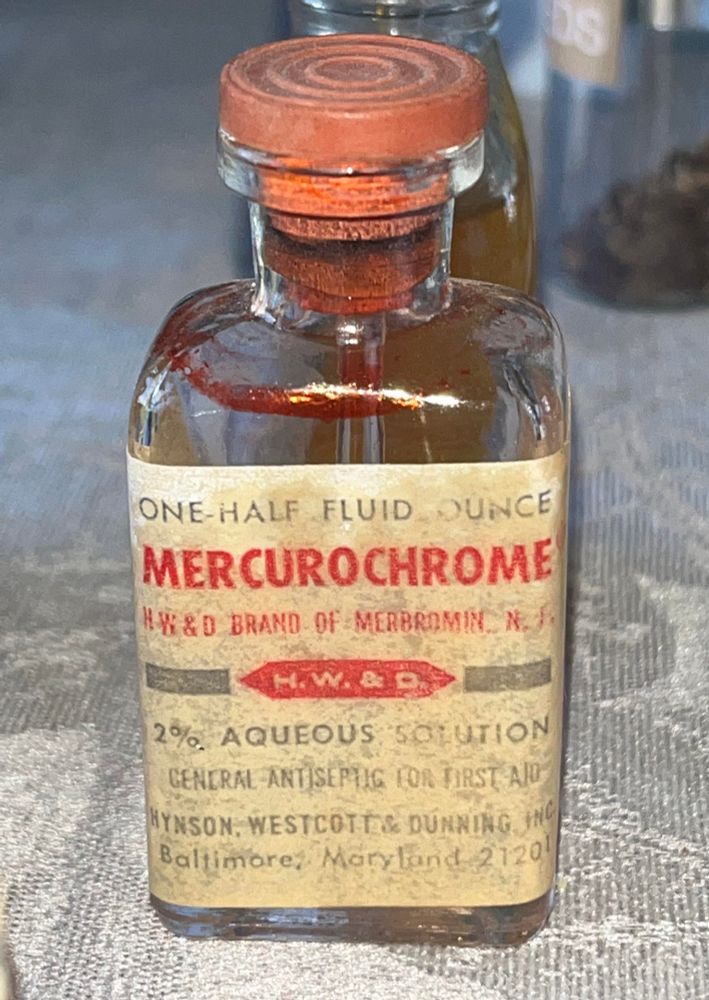 DS
ONE-HALF FLUID OUNCE
MERCUROCHROME
H W & D BRAND OF MERBROMIN, N. F.
H.W. & D.
2% AQUEOUS SOLUTION
GENERAL ANTISEPTIC FOR FIRST AID
HYNSON, WESTCOTT & DUNNING, INC.
Baltimore, Maryland 21201